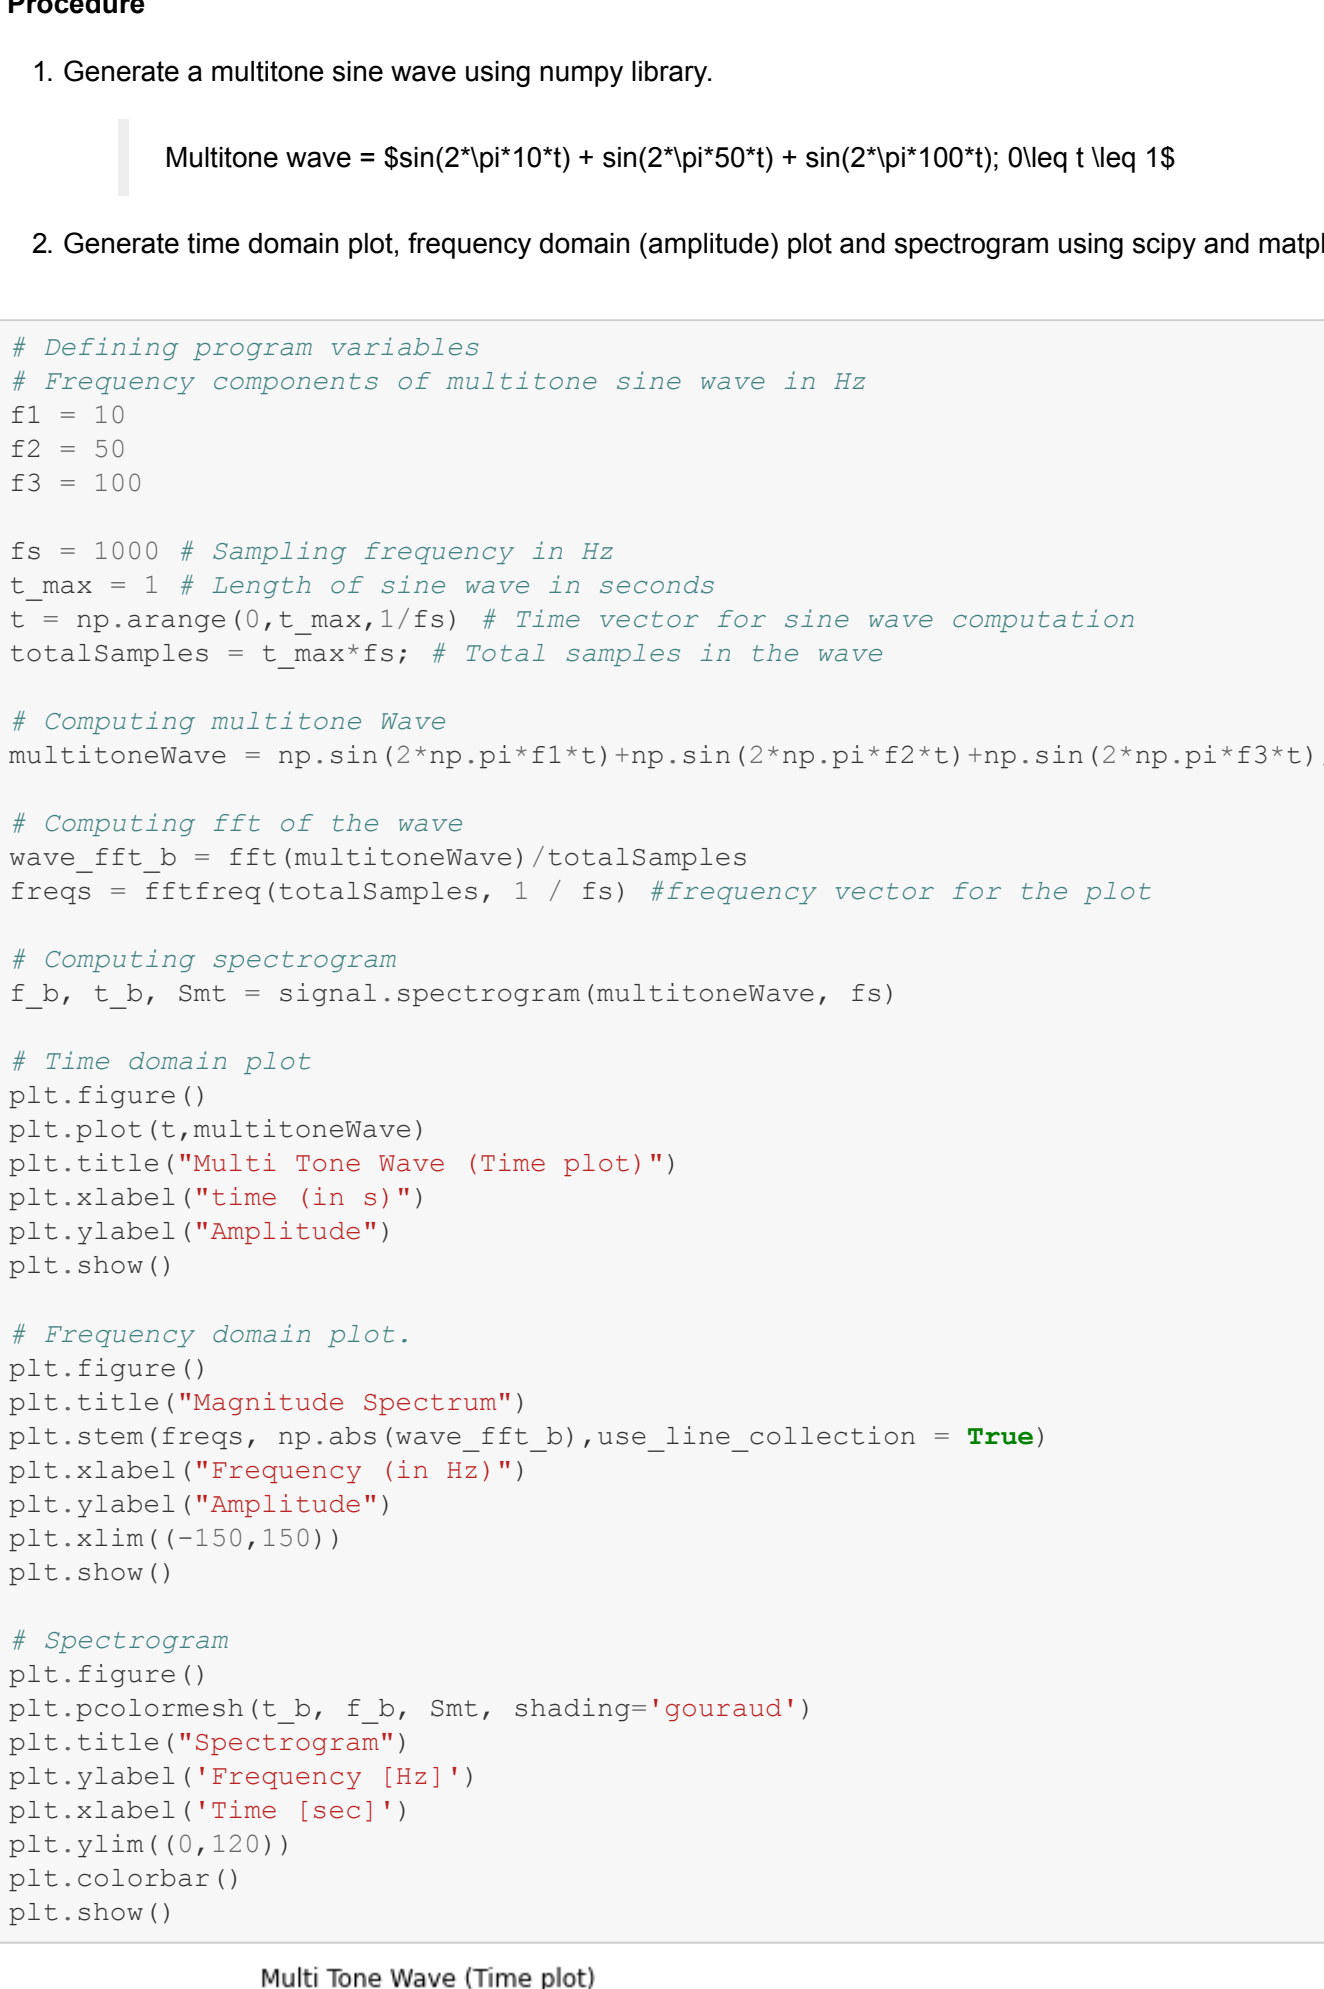 Procedure
1. Generate a multitone sine wave using numpy library.
Multitone wave = $sin(2*\pi*10*t) + sin(2*\pi*50*t) + sin(2*\pi*100*t); 0\leq t \leq 1$
2. Generate time domain plot, frequency domain (amplitude) plot and spectrogram using scipy and matpl
# Defining program variables
# Frequency components of multitone sine wave in Hz
f1 = 10
f2 = 50
f3 = 100
fs = 1000 # Sampling frequency in Hz
t_max = 1 # Length of sine wave in seconds
t = np.arange(0,t_max,1/fs) # Time vector for sine wave computation
totalSamples = t_max*fs; # Total samples in the wave
# Computing multitone Wave
multitoneWave = np.sin(2*np.pi*f1*t)+np.sin(2*np.pi*f2*t)+np.sin(2*np.pi*f3*t)
# Computing fft of the wave
wave_fft_b = fft(multitoneWave)/totalSamples
freqs = fftfreq(totalSamples, 1 / fs) #frequency vector for the plot
# Computing spectrogram
f_b, t_b, Smt = signal.spectrogram(multitoneWave, fs)
# Time domain plot
plt.figure()
plt.plot(t,multitoneWave)
plt.title("Multi Tone Wave (Time plot)")
plt.xlabel("time (in s)")
plt.ylabel("Amplitude")
plt.show()
# Frequency domain plot.
plt.figure()
plt.title("Magnitude Spectrum")
plt.stem(freqs, np.abs(wave_fft_b),use_line_collection = True)
plt.xlabel("Frequency (in Hz)")
plt.ylabel("Amplitude")
plt.xlim((-150,150))
plt.show()
# Spectrogram
plt.figure()
plt.pcolormesh(t_b, f_b, Smt, shading='gouraud')
plt.title("Spectrogram")
plt.ylabel('Frequency [Hz]')
plt.xlabel('Time [sec]')
plt.ylim((0,120))
plt.colorbar()
plt.show()
Multi Tone Wave (Time plot)